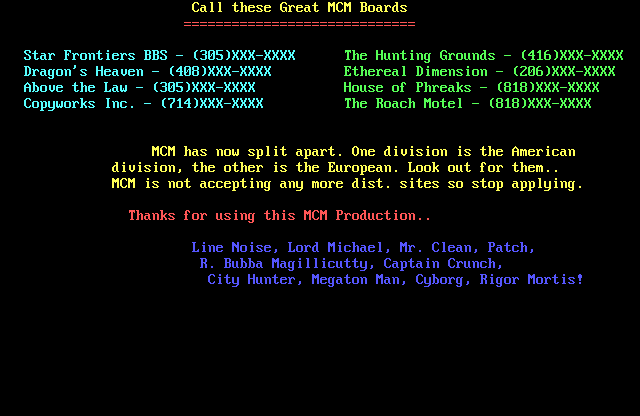 Call these Great MCM Boards
=============================
Star Frontiers BBS - (305)XXX-XXXX The Hunting Grounds - (416)XXX-XXXX
Dragon's Heaven - (408)XXX-XXXX Ethereal Dimension - (206)XXX-XXXX
Above the Law - (305)XXX-XXXX House of Phreaks - (818)XXX-XXXX
Copyworks Inc. - (714)XXX-XXXX The Roach Motel - (818)XXX-XXXX
MCM has now split apart. One division is the American
division, the other is the European. Look out for them..
MCM is not accepting any more dist. sites so stop applying.
Thanks for using this MCM Production..
Line Noise, Lord Michael, Mr. Clean, Patch,
R. Bubba Magillicutty, Captain Crunch,
City Hunter, Megaton Man, Cyborg, Rigor Mortis!